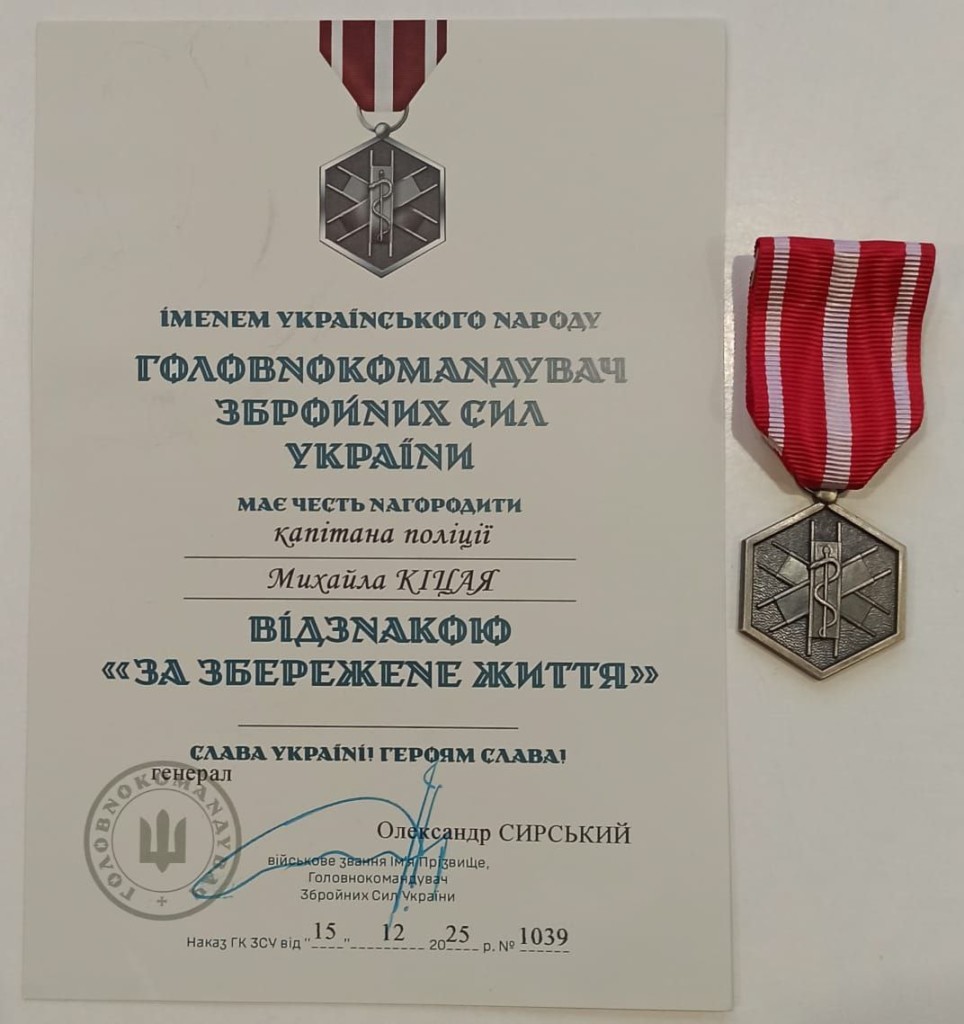 ІМЕНЕМ УКРАЇНСЬКОГО НАРОДУ
ГОЛОВНОКОМАНДУВАЧ
ЗБРОЙНИХ СИЛ
УКРАЇНИ
МАЄ ЧЕСТЬ НАГОРОДИТИ
капітана поліції
Михайла КІЦАЯ
ВІДЗНАКОЮ
«ЗА ЗБЕРЕЖЕНЕ ЖИТТЯ»
СЛАВА УКРАЇНІ! ГЕРОЯМ СЛАВА!
генерал
ГОЛОВНОКОМАНДУВАЧ
Олександр СИРСЬКИЙ
військове звання Ім'я Прізвище,
Головнокомандувач
Збройних Сил України
Наказ ГК ЗСУ від "15" 12 2025 р. № 1039